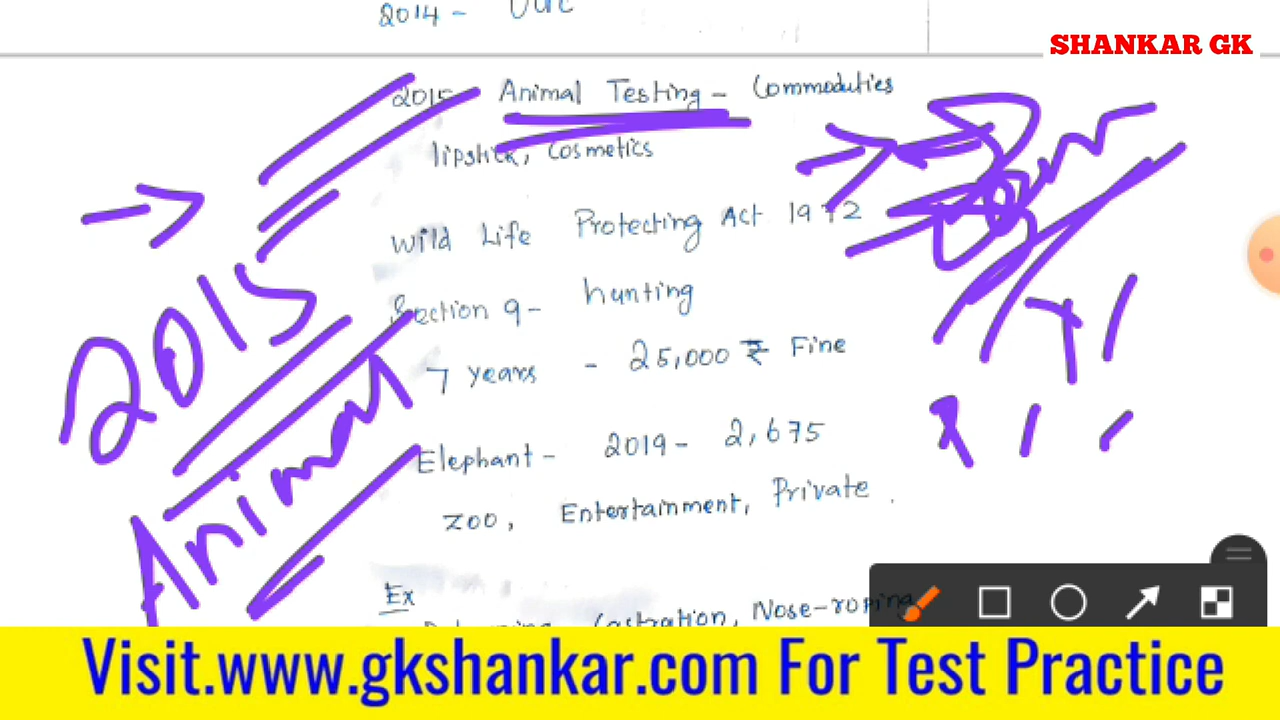 2014 - UGC
SHANKAR GK
2015 - Animal Testing - Commoduties
lipstick, Cosmetics
Wild Life Protecting Act 1972
Section 9 - hunting
7 years - 25,000 ₹ Fine
Elephant - 2019 - 2,675
zoo, Entertainment, Private.
2015
Animal
Ex
Castration, Nose-roping
Visit.www.gkshankar.com For Test Practice